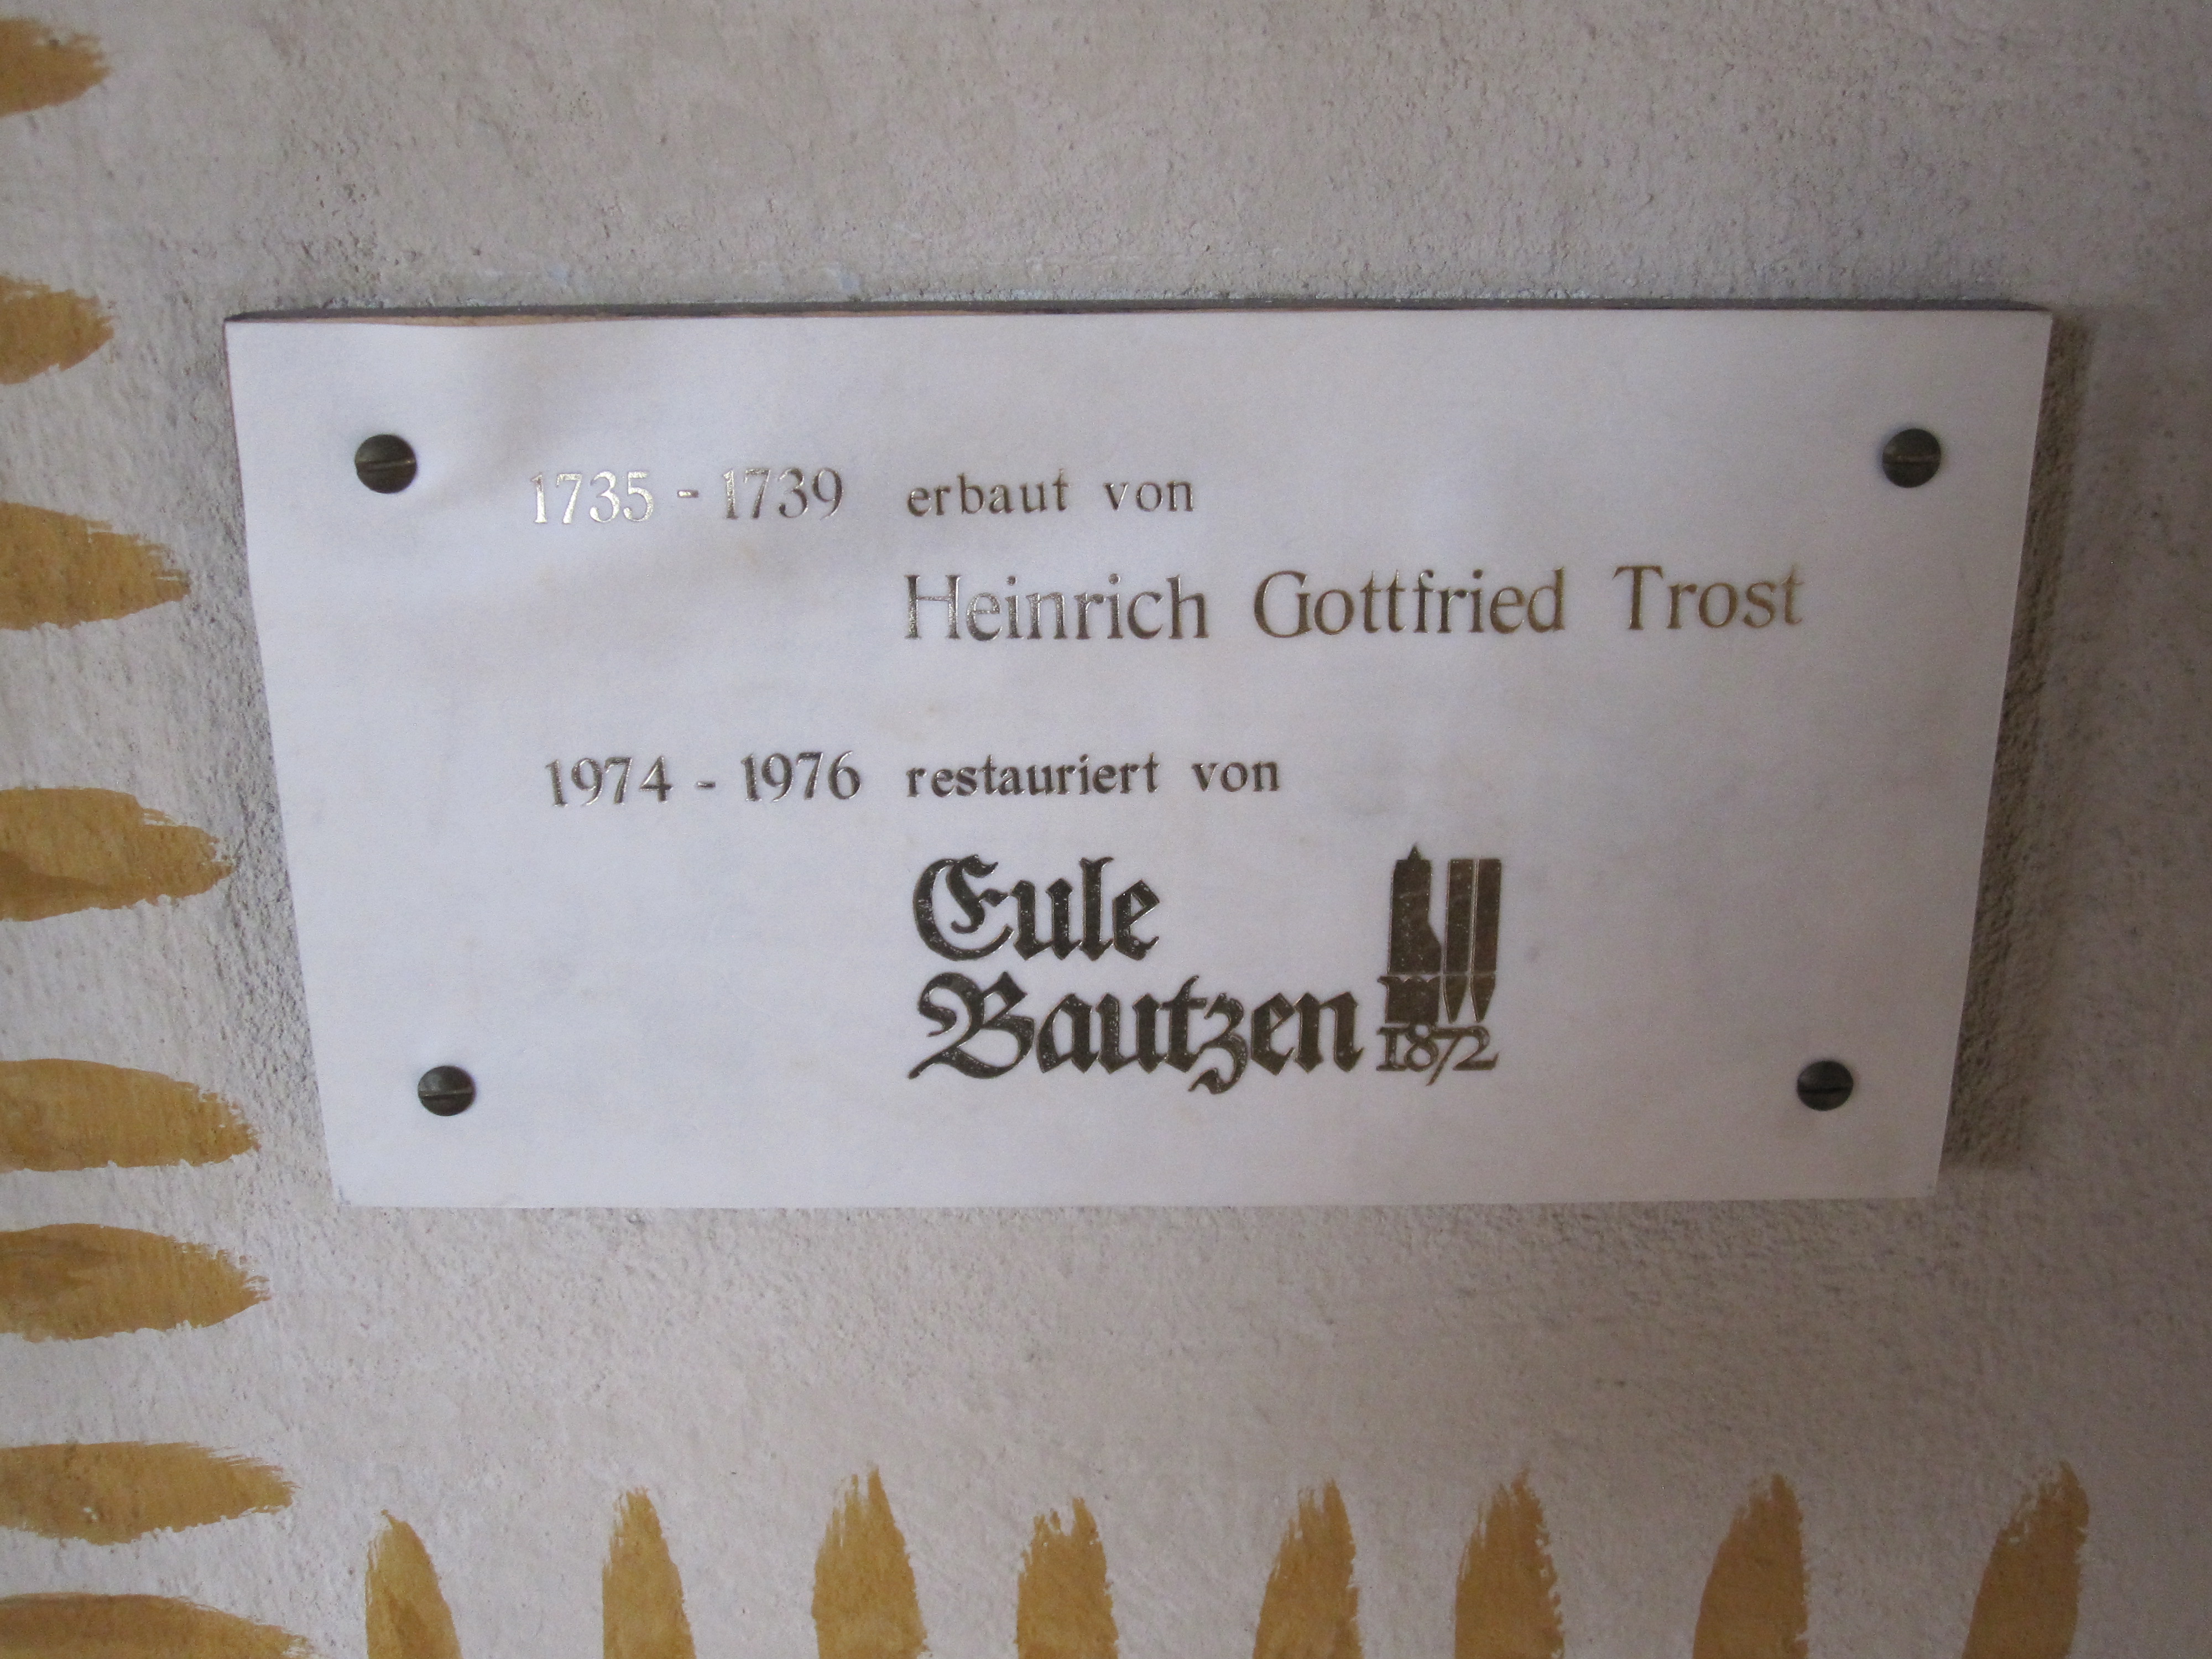 1735 - 1739 erbaut von
Heinrich Gottfried Trost
1974 - 1976 restauriert von
Eule
Bautzen 1872